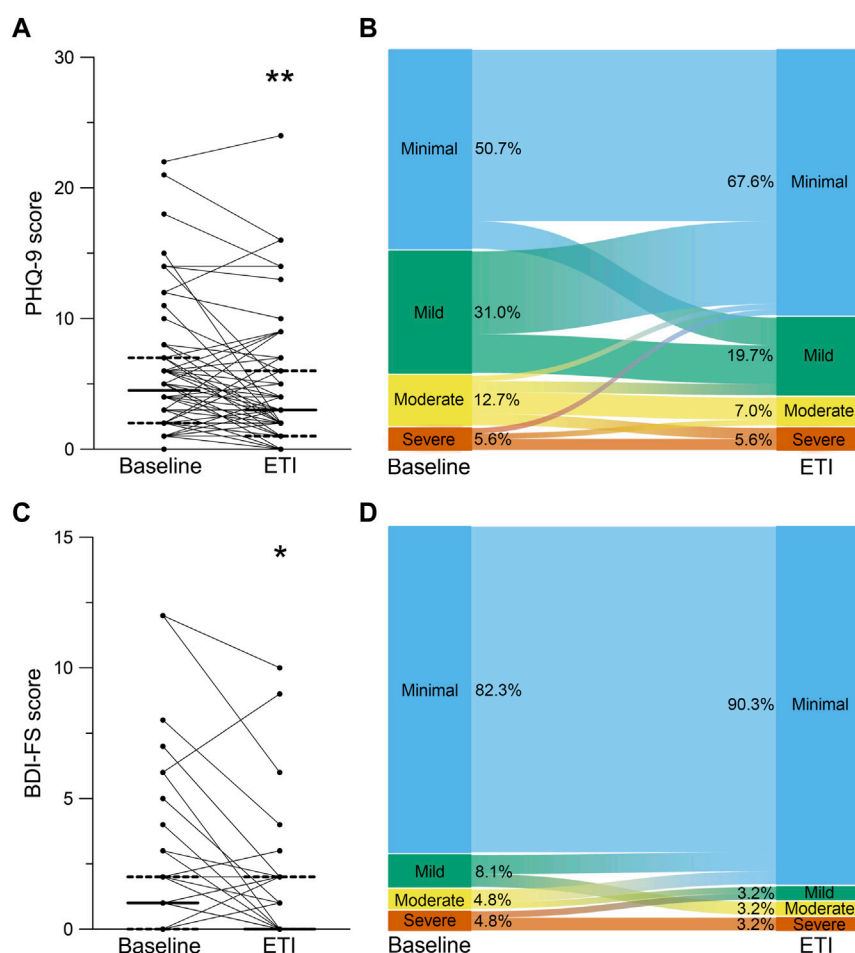 A
PHQ-9 score
30
20
10
0
**
Baseline ETI
B
Minimal 50.7%
67.6% Minimal
Mild 31.0%
19.7% Mild
Moderate 12.7%
7.0% Moderate
Severe 5.6%
5.6% Severe
Baseline ETI
C
BDI-FS score
15
10
5
0
*
Baseline ETI
D
Minimal 82.3%
90.3% Minimal
Mild 8.1%
3.2% Mild
Moderate 4.8%
3.2% Moderate
Severe 4.8%
3.2% Severe
Baseline ETI